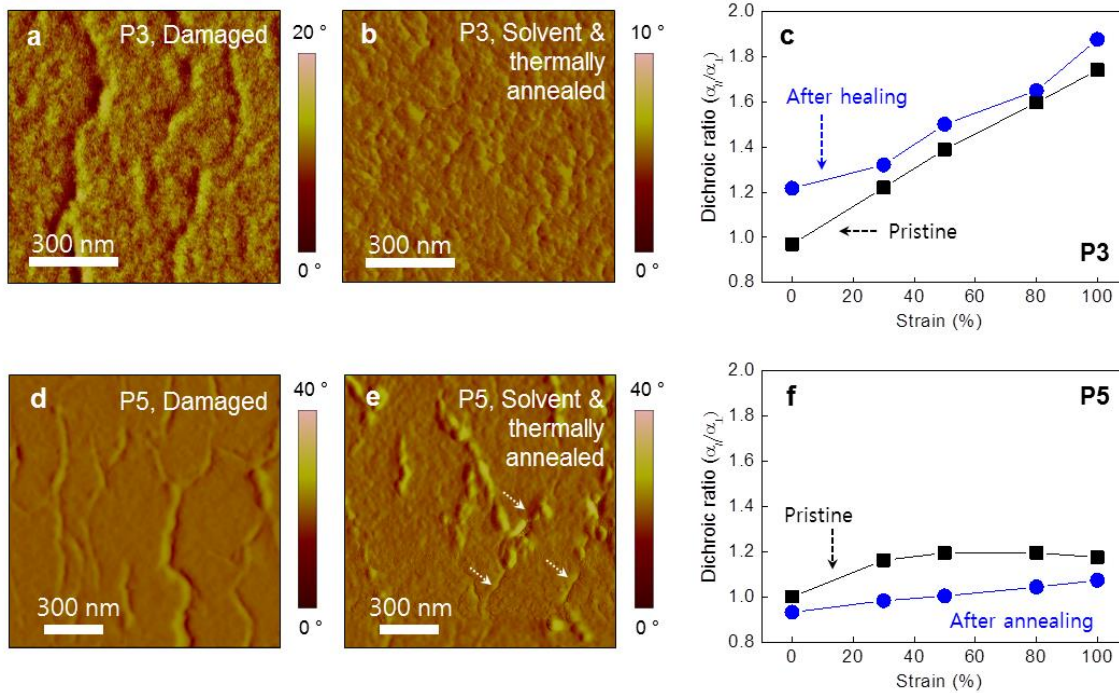 a
P3, Damaged
300 nm
20 °
0 °
b
P3, Solvent &
thermally
annealed
300 nm
10 °
0 °
c
Dichroic ratio (α//α⊥)
2.0
1.8
1.6
1.4
1.2
1.0
0.8
After healing
Pristine
P3
0 20 40 60 80 100
Strain (%)
d
P5, Damaged
300 nm
40 °
0 °
e
P5, Solvent &
thermally
annealed
300 nm
40 °
0 °
f
P5
Dichroic ratio (α///α⊥)
2.0
1.8
1.6
1.4
1.2
1.0
0.8
Pristine
After annealing
0 20 40 60 80 100
Strain (%)